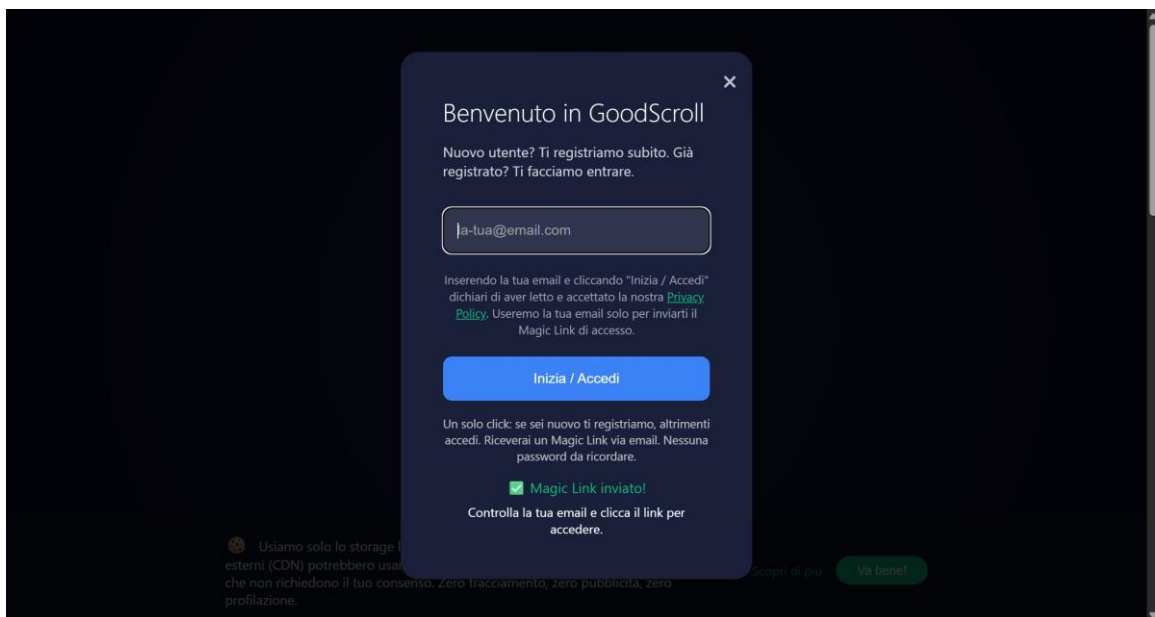 ×
Benvenuto in GoodScroll
Nuovo utente? Ti registriamo subito. Già
registrato? Ti facciamo entrare.
la-tua@email.com
Inserendo la tua email e cliccando "Inizia / Accedi"
dichiari di aver letto e accettato la nostra Privacy
Policy. Useremo la tua email solo per inviarti il
Magic Link di accesso.
Inizia / Accedi
Un solo click: se sei nuovo ti registriamo, altrimenti
accedi. Riceverai un Magic Link via email. Nessuna
password da ricordare.
✅ Magic Link inviato!
Controlla la tua email e clicca il link per
accedere.
🍪 Usiamo solo lo storage
esterni (CDN) potrebbero
che non richiedono il tuo consenso. Zero tracciamento, zero pubblicità, zero
profilazione.
Scopri di più
Va bene!